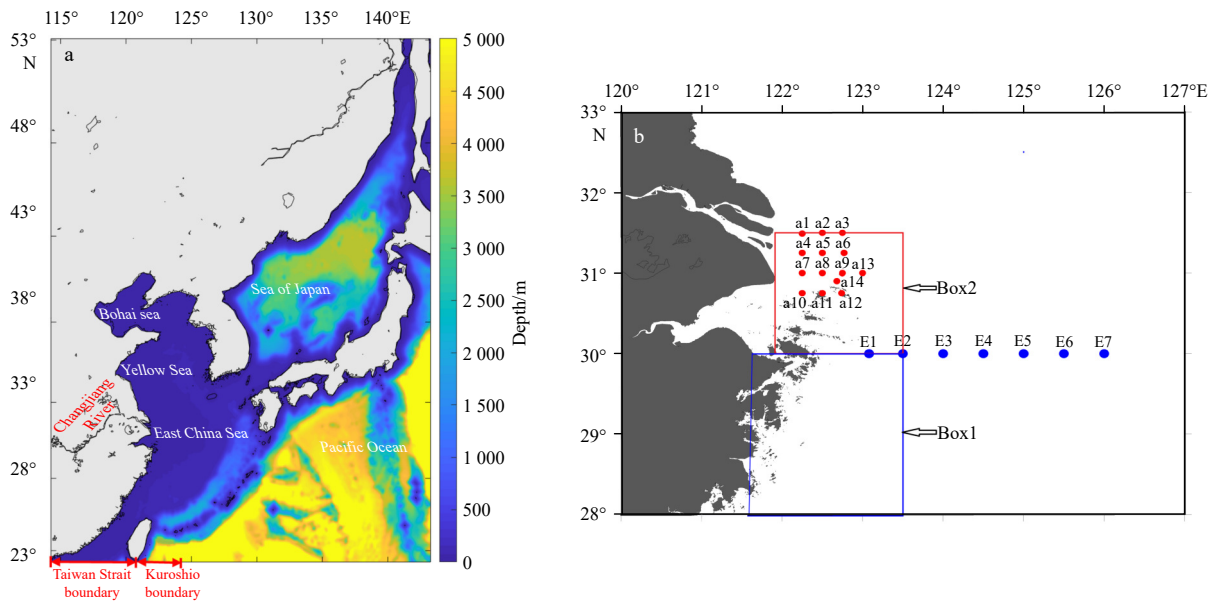 115° 120° 125° 130° 135° 140°E
53°
N
48°
43°
38°
33°
28°
23°
a
Sea of Japan
Bohai sea
Yellow Sea
Changjiang
River
East China Sea
Pacific Ocean
Taiwan Strait
boundary
Kuroshio
boundary
5 000
4 500
4 000
3 500
3 000
2 500
2 000
1 500
1 000
500
0
Depth/m
120° 121° 122° 123° 124° 125° 126° 127°E
33°
N
32°
31°
30°
29°
28°
b
a1 a2 a3
a4 a5 a6
a7 a8 a9 a13
a14
a10 a11 a12
Box2
E1 E2 E3 E4 E5 E6 E7
Box1